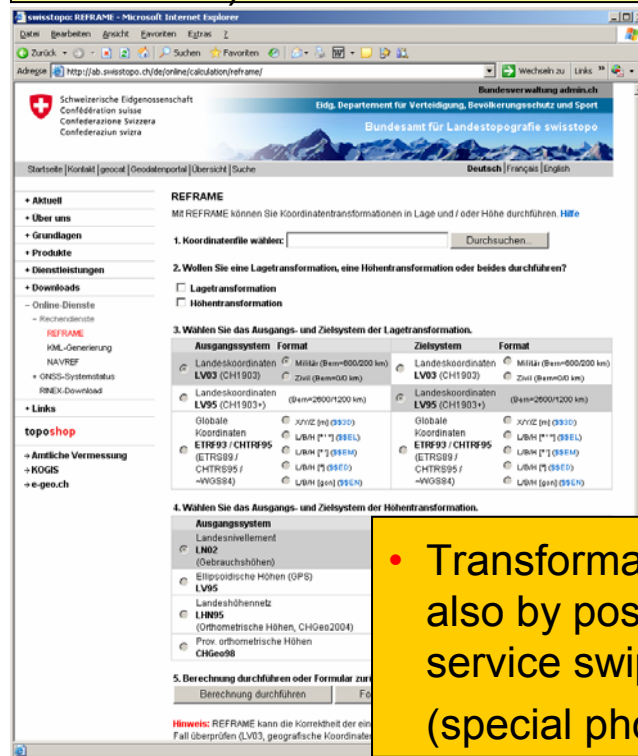 swisstopo: REFRAME - Microsoft Internet Explorer
Datei Bearbeiten Ansicht Favoriten Extras ?
Zurück Suchen Favoriten
Adresse http://ab.swisstopo.ch/de/online/calculation/reframe/ Wechseln zu Links
Bundesverwaltung admin.ch
Schweizerische Eidgenossenschaft
Confédération suisse
Confederazione Svizzera
Confederaziun svizra
Eidg. Departement für Verteidigung, Bevölkerungsschutz und Sport
Bundesamt für Landestopografie swisstopo
Startseite | Kontakt | geocat | Geodatenportal | Übersicht | Suche
Deutsch | Français | English
+ Aktuell
+ Über uns
+ Grundlagen
+ Produkte
+ Dienstleistungen
+ Downloads
– Online-Dienste
– Rechendienste
REFRAME
KML-Generierung
NAVREF
+ GNSS-Systemstatus
RINEX-Download
+ Links
toposhop
→ Amtliche Vermessung
→ KOGIS
→ e-geo.ch
REFRAME
Mit REFRAME können Sie Koordinatentransformationen in Lage und / oder Höhe durchführen. Hilfe
1. Koordinatenfile wählen: Durchsuchen...
2. Wollen Sie eine Lagetransformation, eine Höhentransformation oder beides durchführen?
Lagetransformation
Höhentransformation
3. Wählen Sie das Ausgangs- und Zielsystem der Lagetransformation.
Ausgangssystem Format Zielsystem Format
Landeskoordinaten LV03 (CH1903)
Militär (Bern=600/200 km)
Zivil (Bern=0/0 km)
Landeskoordinaten LV03 (CH1903)
Militär (Bern=600/200 km)
Zivil (Bern=0/0 km)
Landeskoordinaten LV95 (CH1903+)
(Bern=2600/1200 km)
Landeskoordinaten LV95 (CH1903+)
(Bern=2600/1200 km)
Globale
Koordinaten
ETRF93 / CHTRF95
(ETRS89 /
CHTRS95 /
~WGS84)
X/Y/Z [m] ($$3D)
L/B/H [° ' "] ($$EL)
L/B/H [° '] ($$EM)
L/B/H [°] ($$ED)
L/B/H [gon] ($$EN)
Globale
Koordinaten
ETRF93 / CHTRF95
(ETRS89 /
CHTRS95 /
~WGS84)
X/Y/Z [m] ($$3D)
L/B/H [° ' "] ($$EL)
L/B/H [° '] ($$EM)
L/B/H [°] ($$ED)
L/B/H [gon] ($$EN)
4. Wählen Sie das Ausgangs- und Zielsystem der Höhentransformation.
Ausgangssystem
Landesnivellement
LN02
(Gebrauchshöhen)
Ellipsoidische Höhen (GPS)
LV95
Landeshöhennetz
LHN95
(Orthometrische Höhen, CHGeo2004)
Prov. orthometrische Höhen
CHGeo98
5. Berechnung durchführen oder Formular
Berechnung durchführen
Hinweis: REFRAME kann die Korrektheit der
Fall überprüfen (LV03, geografische
• Transforma
also by pos
service swip
(special pho